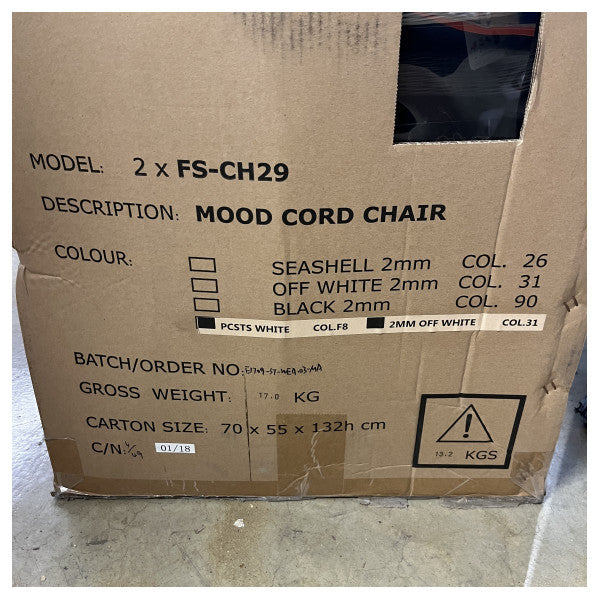 MODEL: 2 x FS-CH29
DESCRIPTION: MOOD CORD CHAIR
COLOUR: SEASHELL 2mm COL. 26
OFF WHITE 2mm COL. 31
BLACK 2mm COL. 90
PCSTS WHITE COL.F8 2MM OFF WHITE COL.31
BATCH/ORDER NO.:
GROSS WEIGHT: 17.0 KG
CARTON SIZE: 70 x 55 x 132h cm
C/N: 01/18
13.2 KGS